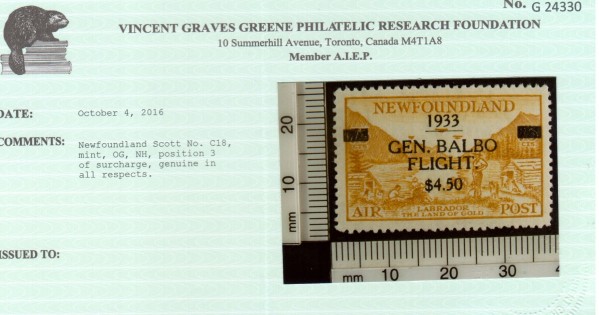 No. G 24330
VINCENT GRAVES GREENE PHILATELIC RESEARCH FOUNDATION
10 Summerhill Avenue, Toronto, Canada M4T1A8
Member A.I.E.P.
DATE: October 4, 2016
COMMENTS: Newfoundland Scott No. C18,
mint, OG, NH, position 3
of surcharge, genuine in
all respects.
ISSUED TO:
20
10
mm
NEWFOUNDLAND
1933
GEN. BALBO
FLIGHT
$4.50
LABRADOR
AIR THE LAND OF GOLD POST
mm 10 20 30 4